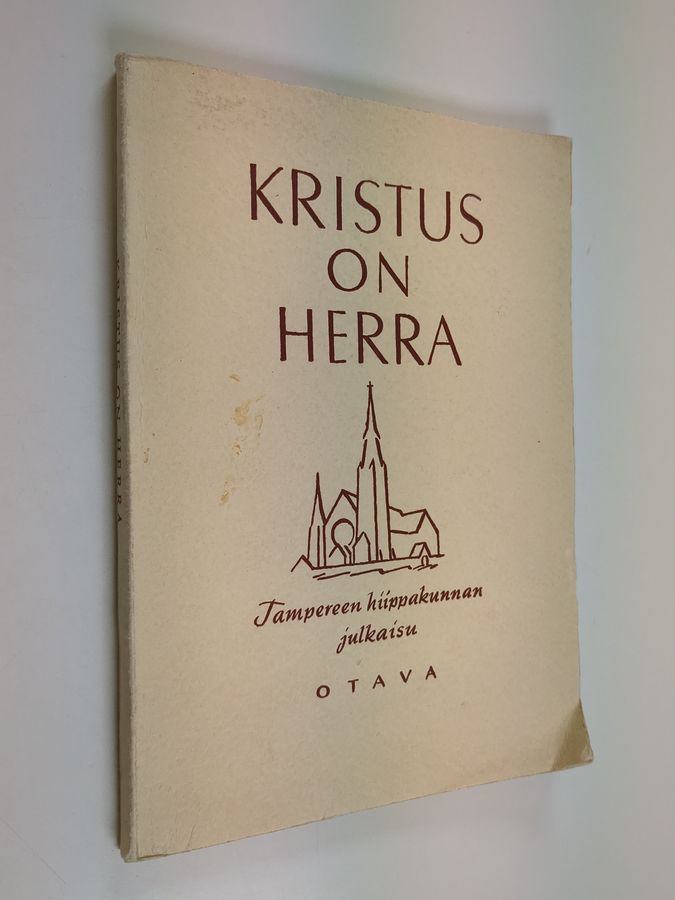 KRISTUS
ON
HERRA
Tampereen hiippakunnan
julkaisu
OTAVA
KRISTUS ON HERRA